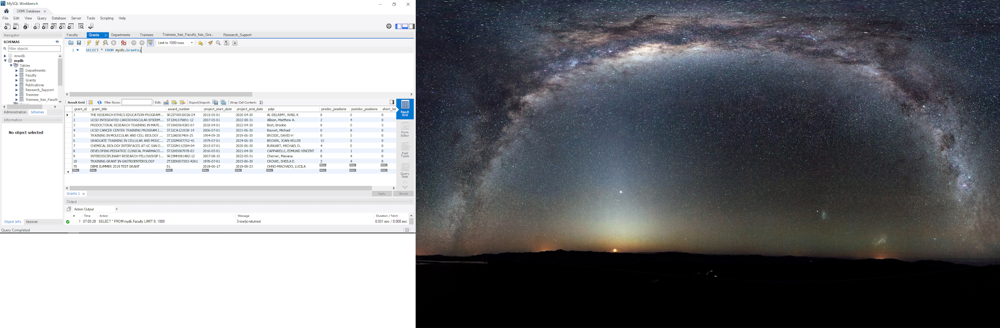 MySQL Workbench
DBMI Database
File Edit View Query Database Server Tools Scripting Help
Navigator
SCHEMAS
Filter objects
innodb
mydb
Tables
Departments
Faculty
Grants
Publications
Research_Support
Trainees
Trainees_has_Faculty
Administration Schemas
Information
No object selected
Object Info Session
Query Completed
Faculty Grants Departments Trainees Trainees_has_Faculty_has_Gra... Research_Support
Limit to 1000 rows
1 SELECT * FROM mydb.Grants;
Result Grid Filter Rows: Edit: Export/Import: Wrap Cell Content:
grant_id grant_title award_number project_start_date project_end_date pdpi predoc_positions postdoc_positions short_ter
1 THE RESEARCH ETHICS EDUCATION PROGRAM... 5R25TW010026-04 2015-05-01 2020-04-30 AL-DELAIMY, WAEL K 0 0 0
2 UCSD INTEGRATED CARDIOVASCULAR EPIDEM... 5T32HL079891-12 2007-05-01 2022-08-31 Allison, Matthew A. 2 4 0
3 PREDOCTORAL RESEARCH TRAINING IN MATE... 5T35HD064385-07 2010-04-01 2022-04-30 Best, Brookie 0 0 5
4 UCSD CANCER CENTER TRAINING PROGRAM I... 5T32CA121938-14 2006-07-01 2021-06-30 Bouvet, Michael 0 8 0
5 TRAINING IN MOLECULAR AND CELL BIOLOGY ... 5T32AI007469-25 1994-09-30 2019-06-30 BROIDE, DAVID H 0 5 0
6 GRADUATE TRAINING IN CELLULAR AND MOLE... 2T32GM007752-41 1979-07-01 2024-06-30 BROWN, JOAN HELLER 15 0 0
7 CHEMICAL BIOLOGY INTERFACES AT UC SAN D... 5T32GM112584-04 2015-07-01 2020-06-30 BURKART, MICHAEL D. 4 0 0
8 DEVELOPING PEDIATRIC CLINICAL PHARMACO... 5T32HD087978-03 2016-05-01 2021-04-30 CAPPARELLI, EDMUND VINCENT 0 1 0
9 INTERDISCIPLINARY RESEARCH FELLOWSHIP I... 5R25MH081482-12 2007-08-15 2022-05-31 Cherner, Mariana 0 4 0
10 TRAINING GRANT IN GASTROENTEROLOGY 2T32DK007202-42A1 1976-07-01 2023-06-30 CROWE, SHEILA E. 2 4 0
70 DBMI SUMMER 2019 TEST GRANT 01 2019-06-17 2019-08-23 OHNO-MACHADO, LUCILA NULL NULL NULL
NULL NULL NULL NULL NULL NULL NULL NULL NULL
Result Grid
Form Editor
Field Types
Query Stats
Grants 1 Apply Revert
Output
Action Output
# Time Action Message Duration / Fetch
1 07:05:28 SELECT * FROM mydb.Faculty LIMIT 0, 1000 3 row(s) returned 0.031 sec / 0.000 sec